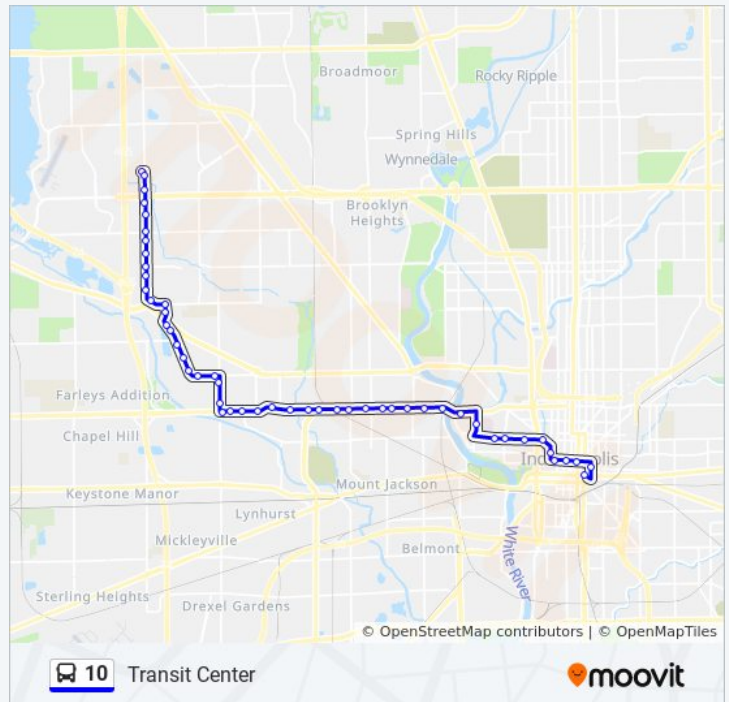 Broadmoor
Rocky Ripple
Spring Hills
Wynnedale
Brooklyn
Heights
Farleys Addition
Chapel Hill
Keystone Manor
Mount Jackson
Lynhurst
Mickleyville
Belmont
White River
Sterling Heights
Drexel Gardens
© OpenStreetMap contributors | © OpenMapTiles
10 Transit Center
moovit